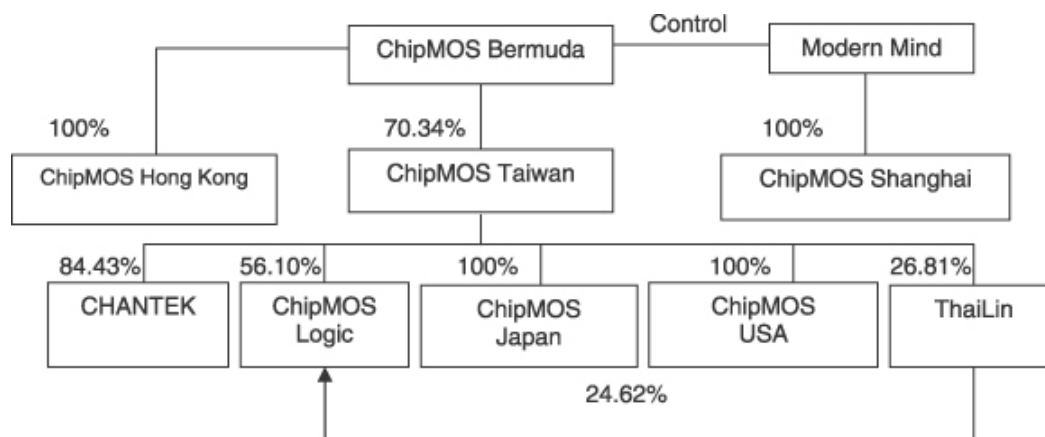 Control
ChipMOS Bermuda
Modern Mind
100%
70.34%
100%
ChipMOS Hong Kong
ChipMOS Taiwan
ChipMOS Shanghai
84.43%
56.10%
100%
100%
26.81%
CHANTEK
ChipMOS
Logic
ChipMOS
Japan
ChipMOS
USA
ThaiLin
24.62%